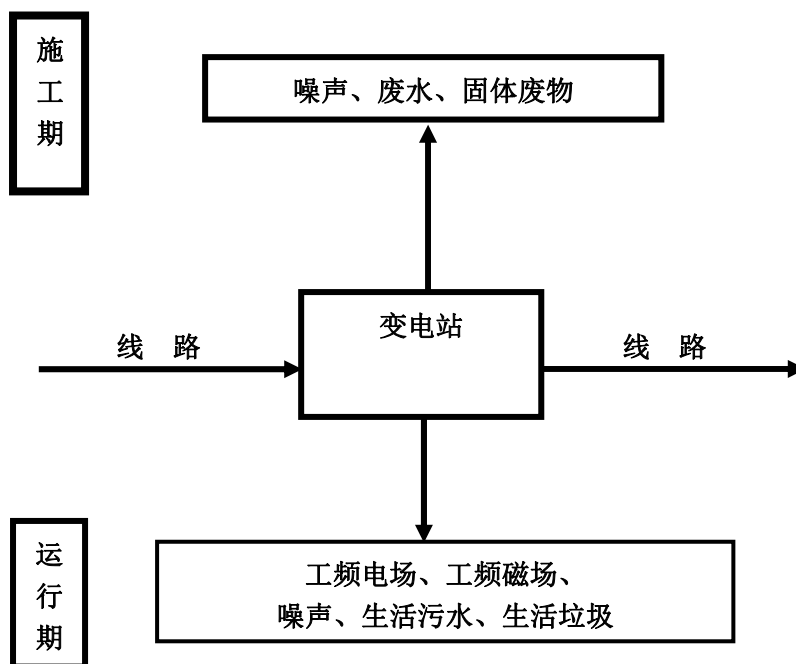 施
工
期
噪声、废水、固体废物
变电站
线 路
线 路
运
行
期
工频电场、工频磁场、
噪声、生活污水、生活垃圾